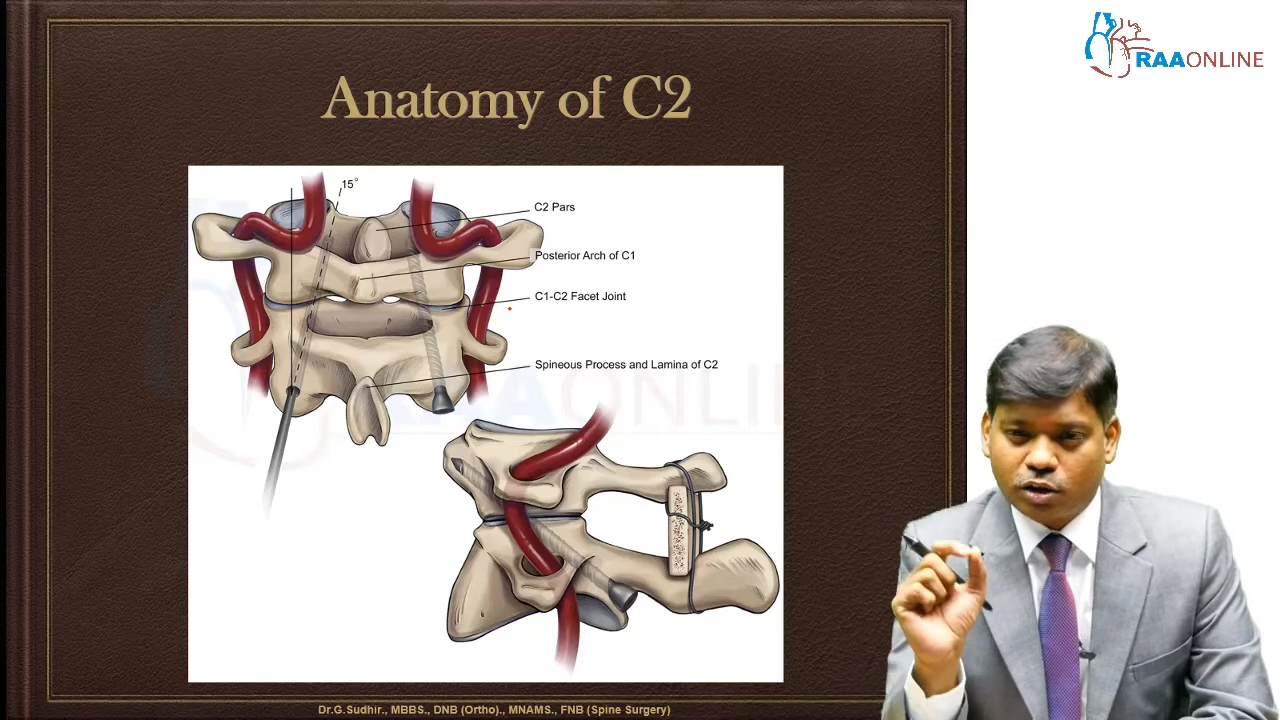 RAAONLINE
Anatomy of C2
15°
C2 Pars
Posterior Arch of C1
C1-C2 Facet Joint
Spineous Process and Lamina of C2
Dr.G.Sudhir., MBBS., DNB (Ortho)., MNAMS., FNB (Spine Surgery)